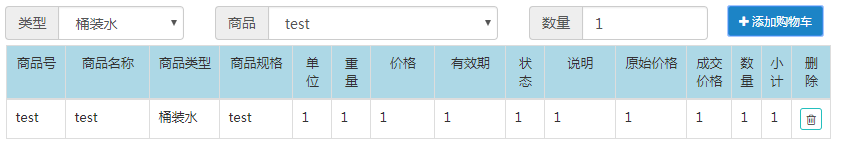 类型 桶装水 商品 test 数量 1 添加购物车
商品号 商品名称 商品类型 商品规格 单位 重量 价格 有效期 状态 说明 原始价格 成交价格 数量 小计 删除
test test 桶装水 test 1 1 1 1 1 1 1 1 1 1